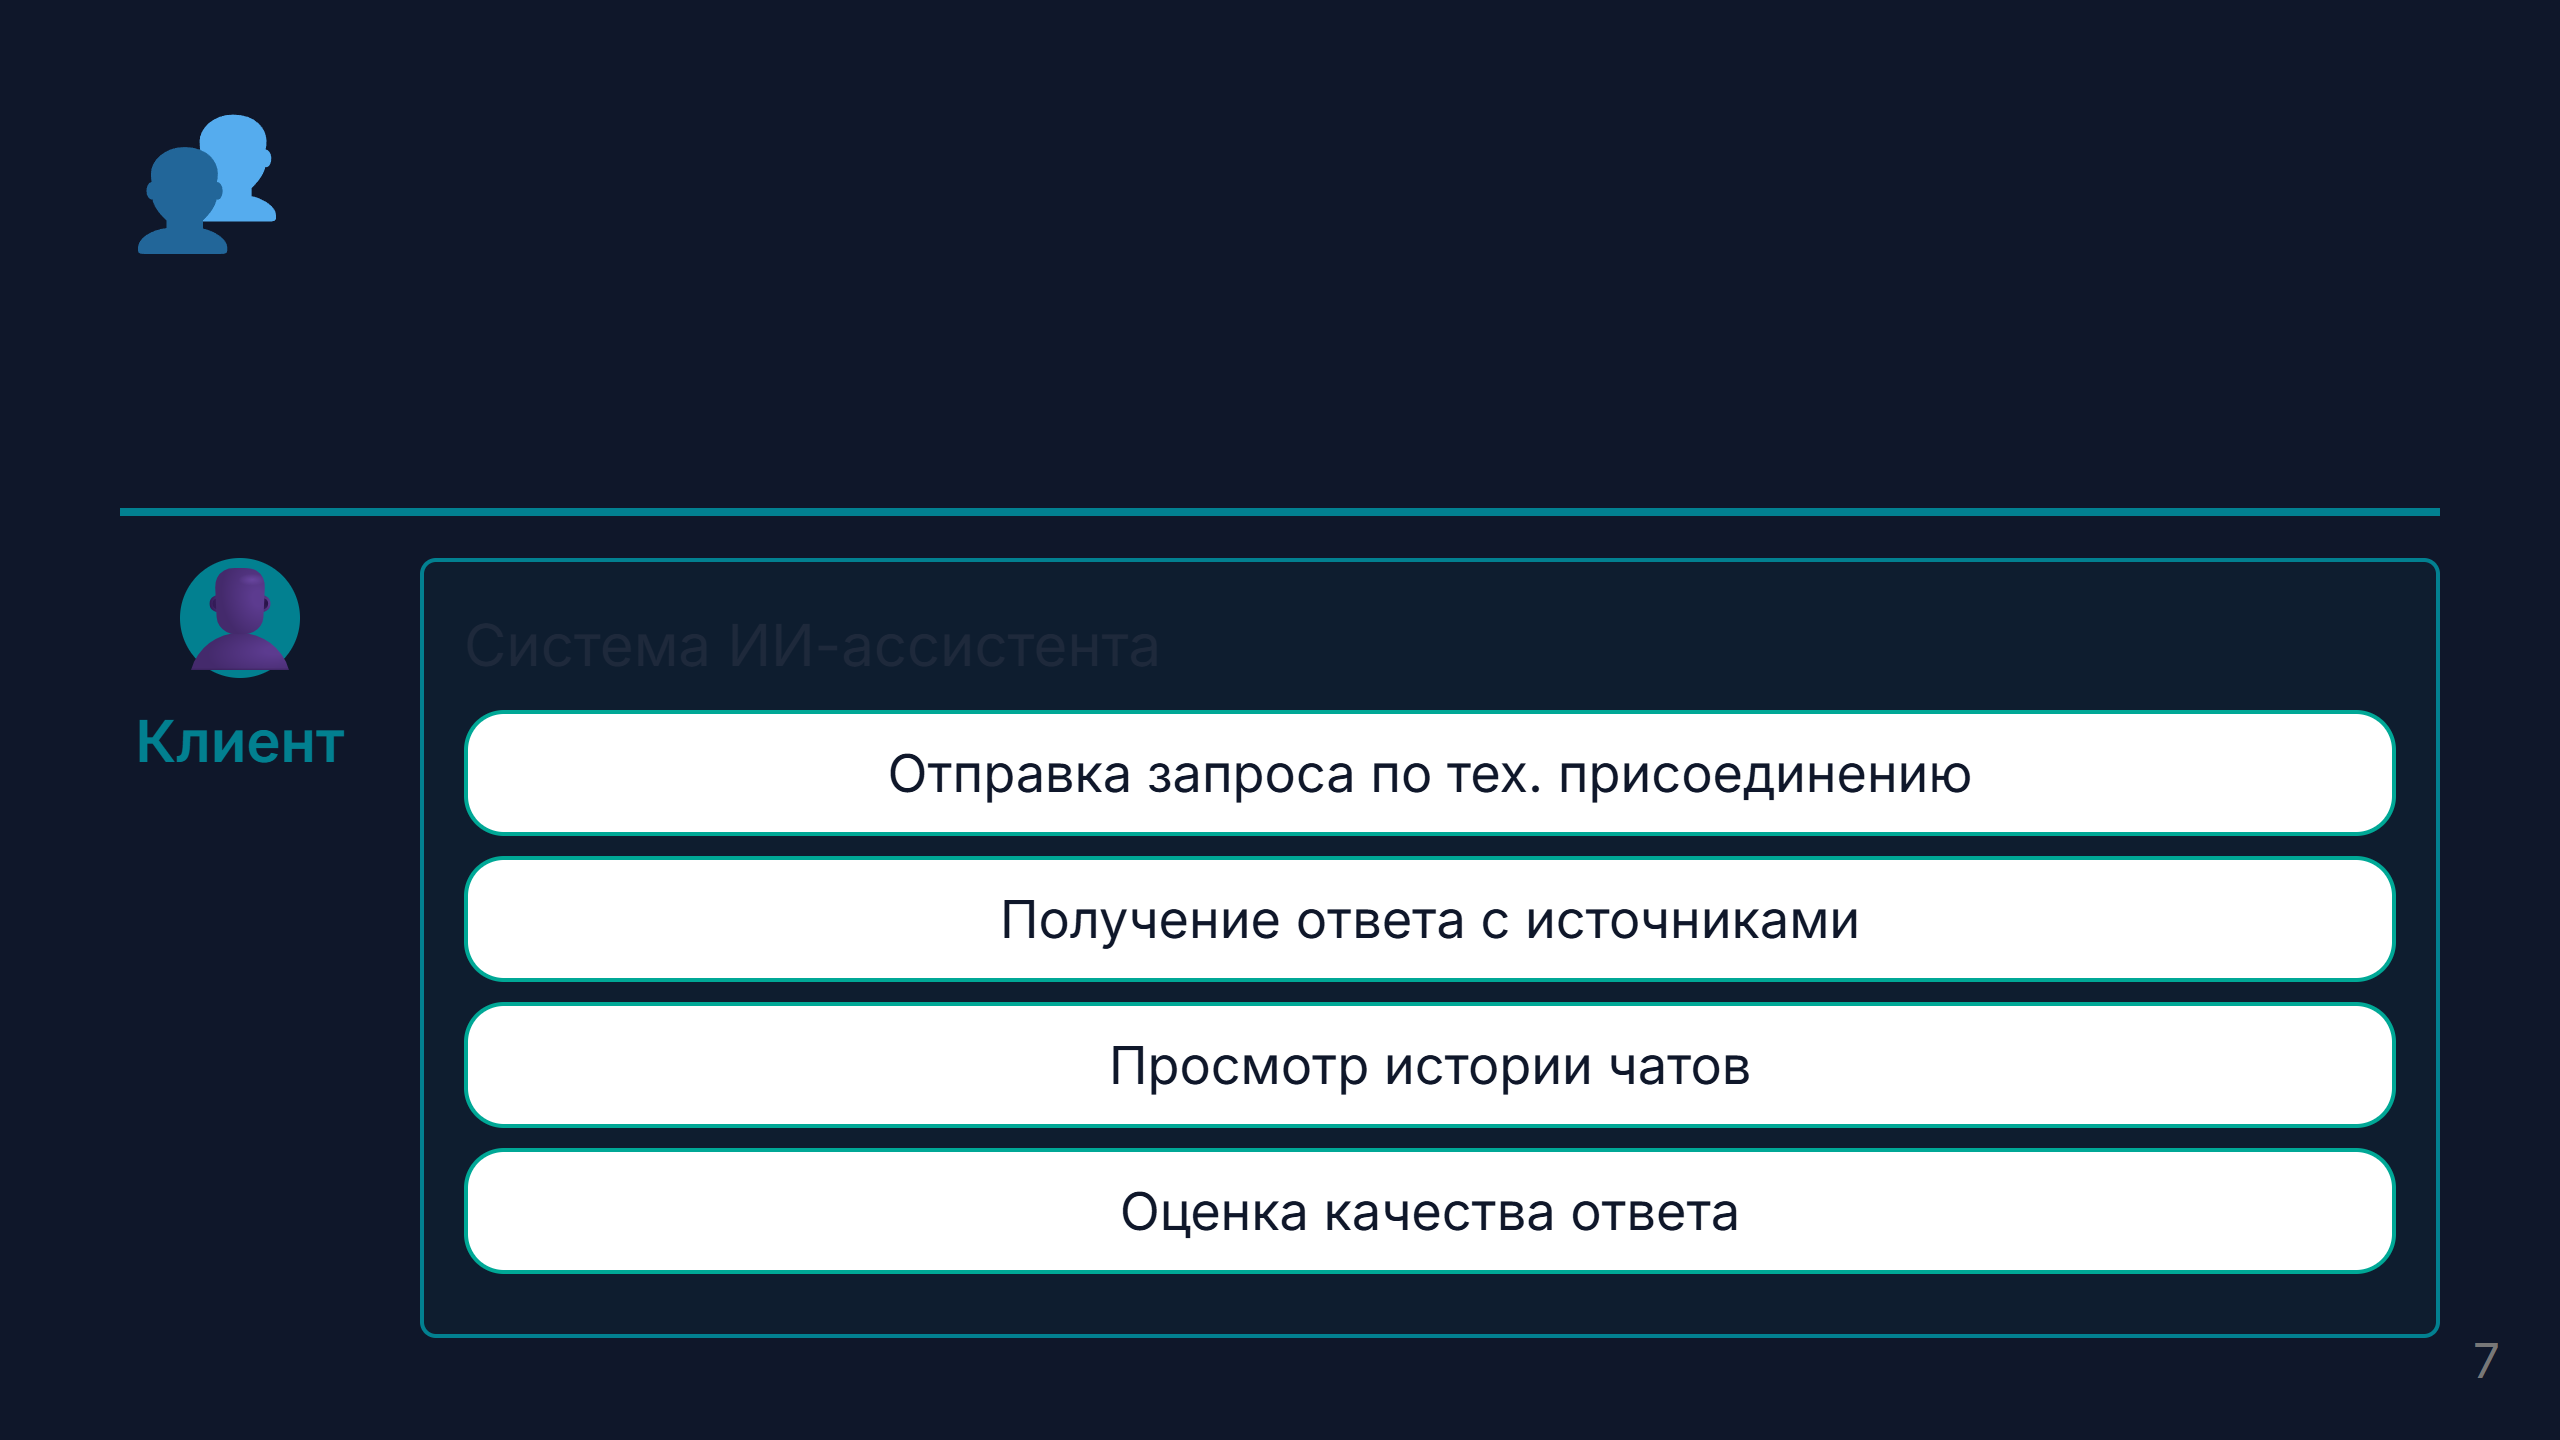 Клиент
Система ИИ-ассистента
Отправка запроса по тех. присоединению
Получение ответа с источниками
Просмотр истории чатов
Оценка качества ответа
7